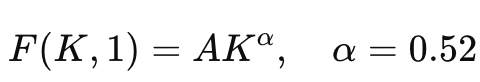 F(K, 1) = AK^α,   α = 0.52